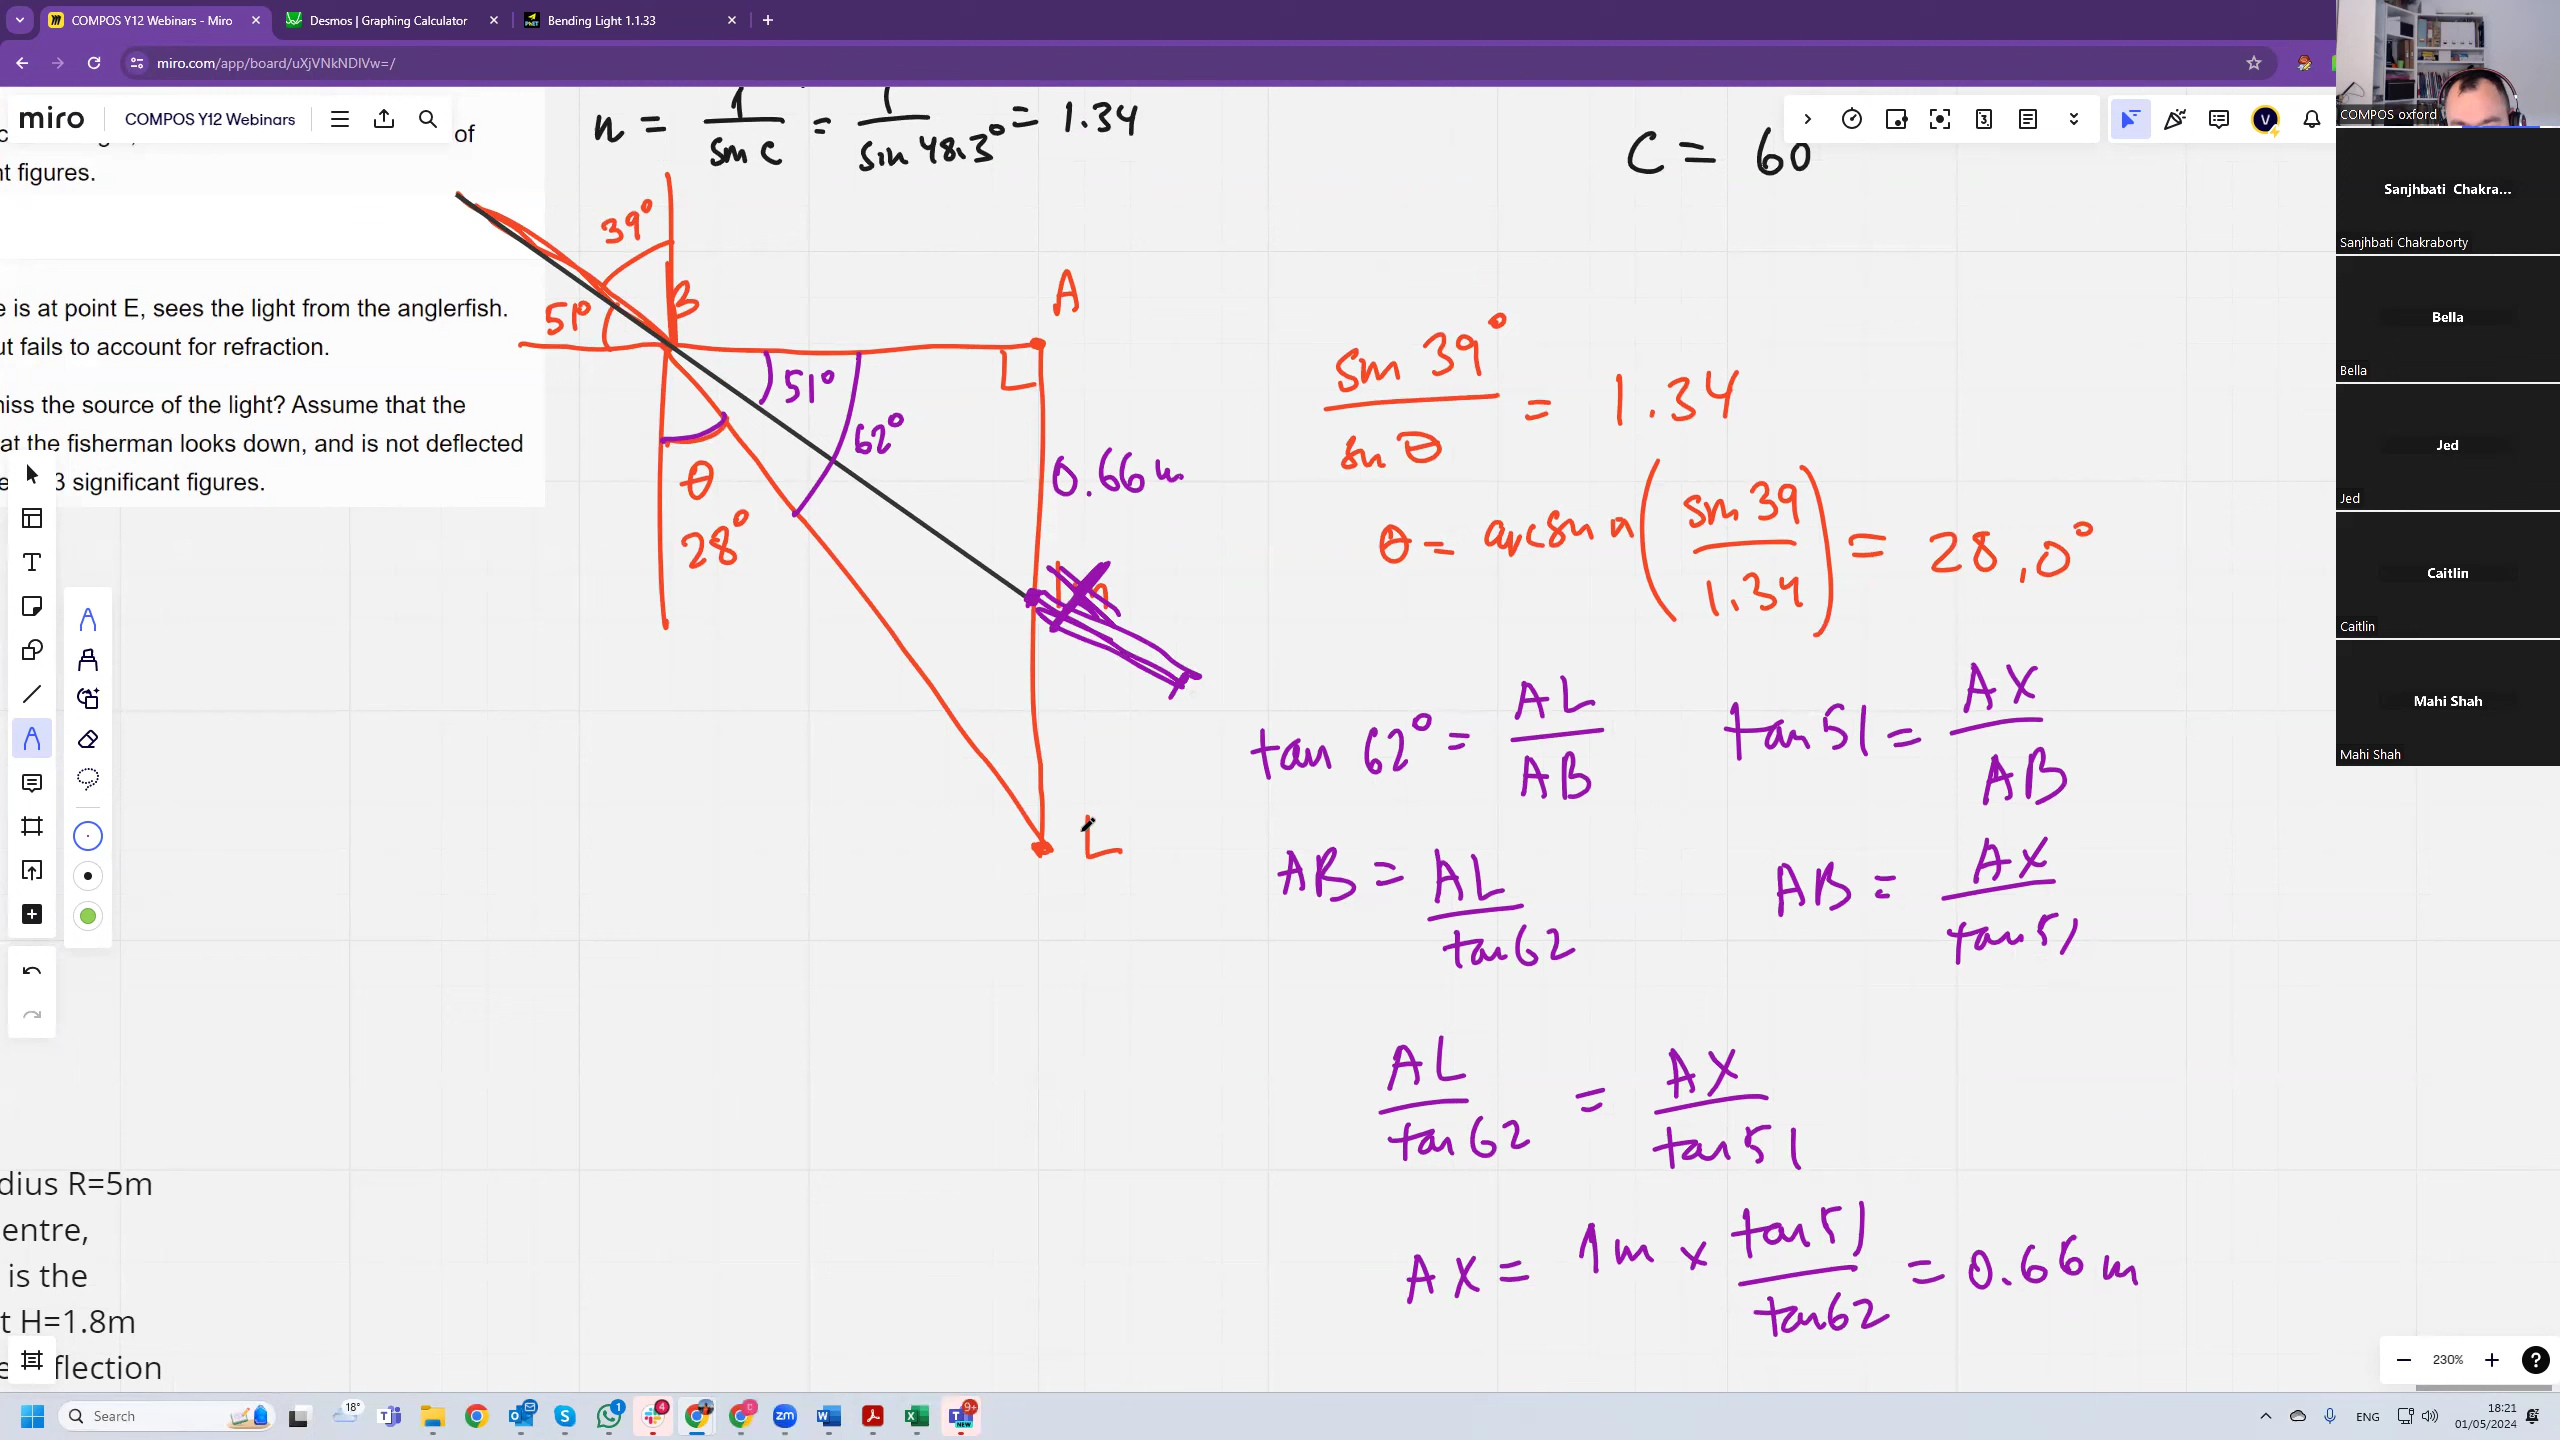 COMPOS Y12 Webinars - Miro
Desmos | Graphing Calculator
Bending Light 1.1.33
miro.com/app/board/uXjVNkNDlVw=/
miro
COMPOS Y12 Webinars
V
of
nt figures.
e is at point E, sees the light from the anglerfish.
ut fails to account for refraction.
niss the source of the light? Assume that the
at the fisherman looks down, and is not deflected
3 significant figures.
n = 1 / sin c = 1 / sin 48.3° = 1.34
C = 60
39°
51°
B
A
51°
62°
0.66 m
θ
28°
L
sin 39° / sin θ = 1.34
θ = arcsin (sin 39 / 1.34) = 28.0°
tan 62° = AL / AB
tan 51 = AX / AB
AB = AL / tan 62
AB = AX / tan 51
AL / tan 62 = AX / tan 51
AX = 1m × tan 51 / tan 62 = 0.66 m
dius R=5m
entre,
is the
t H=1.8m
flection
COMPOS oxford
Sanjhbati Chakra...
Sanjhbati Chakraborty
Bella
Bella
Jed
Jed
Caitlin
Caitlin
Mahi Shah
Mahi Shah
230%
Search
18°
ENG
18:21
01/05/2024